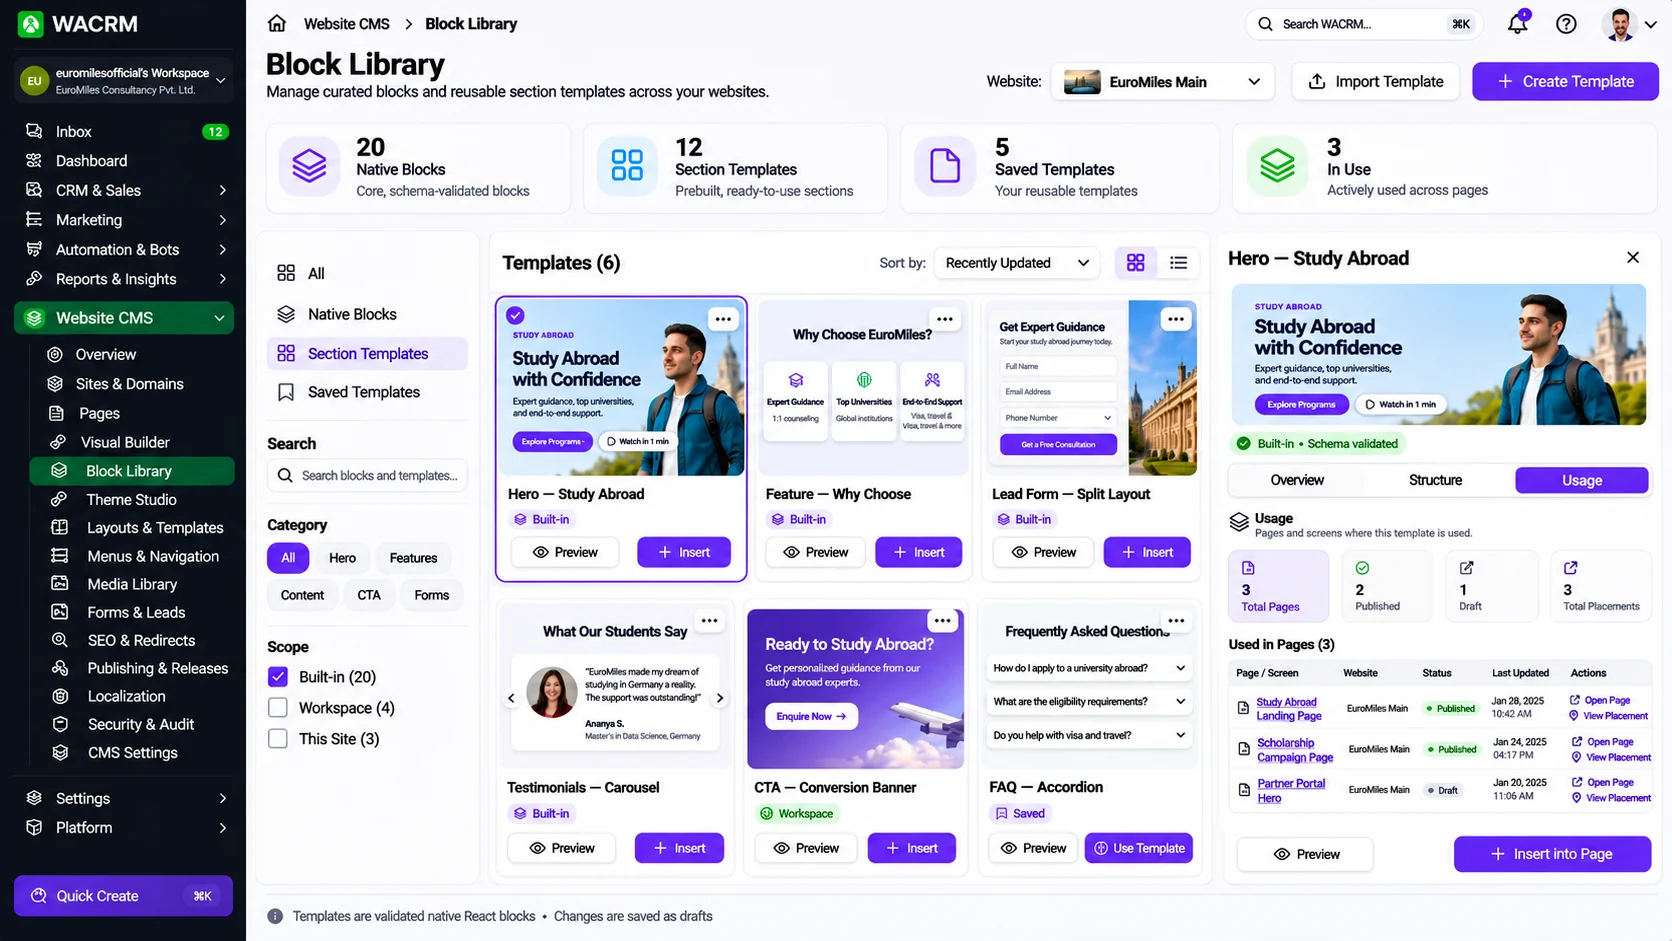 WACRM
EU
euromilesofficial's Workspace
EuroMiles Consultancy Pvt. Ltd.
Inbox
12
Dashboard
CRM & Sales
Marketing
Automation & Bots
Reports & Insights
Website CMS
Overview
Sites & Domains
Pages
Visual Builder
Block Library
Theme Studio
Layouts & Templates
Menus & Navigation
Media Library
Forms & Leads
SEO & Redirects
Publishing & Releases
Localization
Security & Audit
CMS Settings
Settings
Platform
Quick Create
⌘K
Website CMS > Block Library
Search WACRM...
⌘K
Block Library
Manage curated blocks and reusable section templates across your websites.
Website:
EuroMiles Main
Import Template
+ Create Template
20
Native Blocks
Core, schema-validated blocks
12
Section Templates
Prebuilt, ready-to-use sections
5
Saved Templates
Your reusable templates
3
In Use
Actively used across pages
All
Native Blocks
Section Templates
Saved Templates
Search
Search blocks and templates...
Category
All
Hero
Features
Content
CTA
Forms
Scope
Built-in (20)
Workspace (4)
This Site (3)
Templates (6)
Sort by:
Recently Updated
STUDY ABROAD
Study Abroad
with Confidence
Expert guidance, top universities,
and end-to-end support.
Explore Programs
Watch in 1 min
Hero — Study Abroad
Built-in
Preview
+ Insert
Why Choose EuroMiles?
Expert Guidance
1:1 counseling
Top Universities
Global institutions
End-to-End Support
Visa, travel &
Visa, travel & more
Feature — Why Choose
Built-in
Preview
+ Insert
Get Expert Guidance
Start your study abroad journey today.
Full Name
Email Address
Phone Number
Get a Free Consultation
Lead Form — Split Layout
Built-in
Preview
+ Insert
What Our Students Say
"EuroMiles made my dream of
studying in Germany a reality.
The support was outstanding!"
Ananya S.
Master's in Data Science, Germany
Testimonials — Carousel
Built-in
Preview
+ Insert
Ready to Study Abroad?
Get personalized guidance from our
study abroad experts.
Enquire Now →
CTA — Conversion Banner
Workspace
Preview
+ Insert
Frequently Asked Questions
How do I apply to a university abroad?
What are the eligibility requirements?
Do you help with visa and travel?
FAQ — Accordion
Saved
Preview
Use Template
Hero — Study Abroad
STUDY ABROAD
Study Abroad
with Confidence
Expert guidance, top universities,
and end-to-end support.
Explore Programs
Watch in 1 min
Built-in • Schema validated
Overview
Structure
Usage
Usage
Pages and screens where this template is used.
3
Total Pages
2
Published
1
Draft
3
Total Placements
Used in Pages (3)
Page / Screen Website Status Last Updated Actions
Study Abroad
Landing Page
EuroMiles Main
Published
Jan 28, 2025
10:42 AM
Open Page
View Placement
Scholarship
Campaign Page
EuroMiles Main
Published
Jan 24, 2025
04:17 PM
Open Page
View Placement
Partner Portal
Hero
EuroMiles Main
Draft
Jan 20, 2025
11:06 AM
Open Page
View Placement
Preview
+ Insert into Page
Templates are validated native React blocks • Changes are saved as drafts